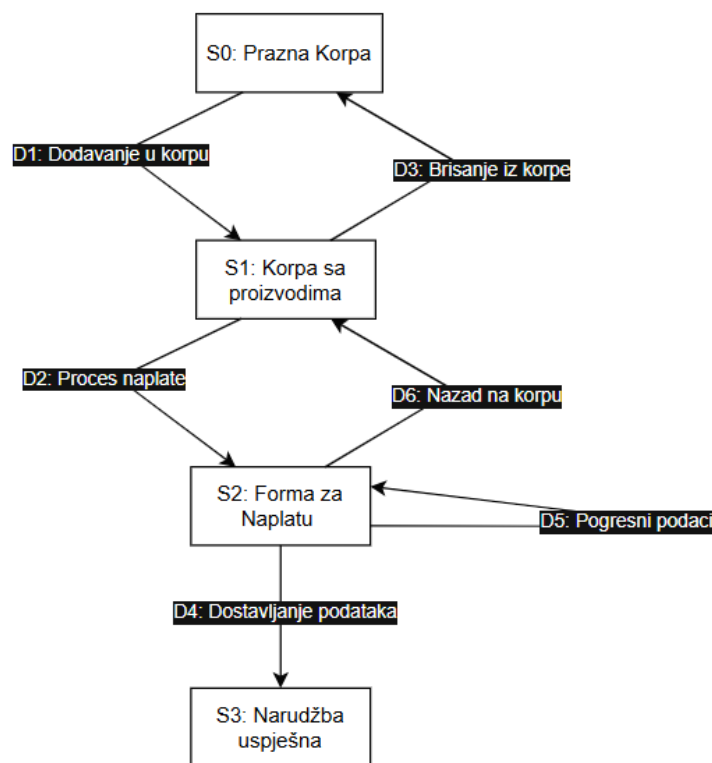 S0: Prazna Korpa
D1: Dodavanje u korpu
D3: Brisanje iz korpe
S1: Korpa sa
proizvodima
D2: Proces naplate
D6: Nazad na korpu
S2: Forma za
Naplatu
D5: Pogresni podaci
D4: Dostavljanje podataka
S3: Narudžba
uspješna